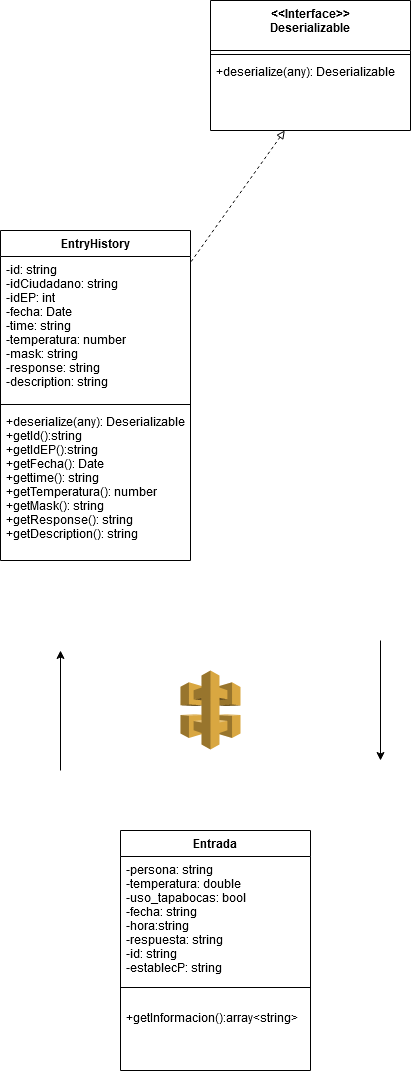 <<Interface>>
Deserializable
+deserialize(any): Deserializable
EntryHistory
-id: string
-idCiudadano: string
-idEP: int
-fecha: Date
-time: string
-temperatura: number
-mask: string
-response: string
-description: string
+deserialize(any): Deserializable
+getId():string
+getIdEP():string
+getFecha(): Date
+gettime(): string
+getTemperatura(): number
+getMask(): string
+getResponse(): string
+getDescription(): string
Entrada
-persona: string
-temperatura: double
-uso_tapabocas: bool
-fecha: string
-hora:string
-respuesta: string
-id: string
-establecP: string
+getInformacion():array<string>